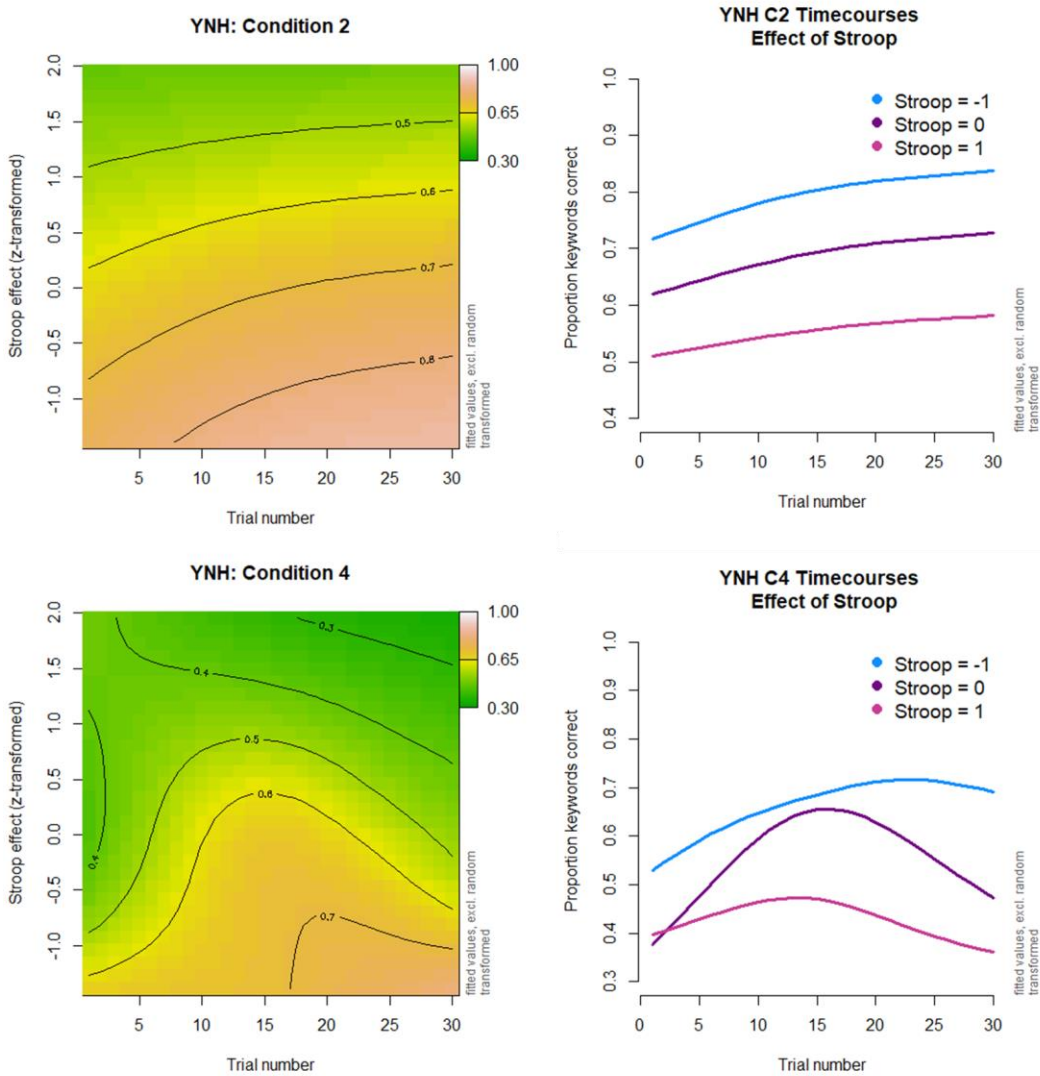 YNH: Condition 2
2.0
1.5
1.0
0.5
0.0
-0.5
-1.0
Stroop effect (z-transformed)
0.5
0.6
0.7
0.8
1.00
0.65
0.30
fitted values, excl. random
transformed
5 10 15 20 25 30
Trial number
YNH C2 Timecourses
Effect of Stroop
1.0
0.9
0.8
0.7
0.6
0.5
0.4
Proportion keywords correct
Stroop = -1
Stroop = 0
Stroop = 1
fitted values, excl. random
transformed
0 5 10 15 20 25 30
Trial number
YNH: Condition 4
2.0
1.5
1.0
0.5
0.0
-0.5
-1.0
Stroop effect (z-transformed)
0.3
0.4
0.5
0.6
0.4
0.7
1.00
0.65
0.30
fitted values, excl. random
transformed
5 10 15 20 25 30
Trial number
YNH C4 Timecourses
Effect of Stroop
1.0
0.9
0.8
0.7
0.6
0.5
0.4
0.3
Proportion keywords correct
Stroop = -1
Stroop = 0
Stroop = 1
fitted values, excl. random
transformed
0 5 10 15 20 25 30
Trial number